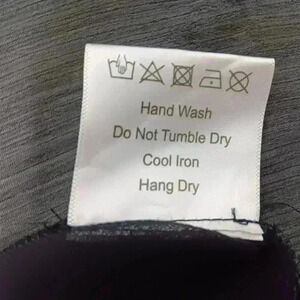 Hand Wash
Do Not Tumble Dry
Cool Iron
Hang Dry